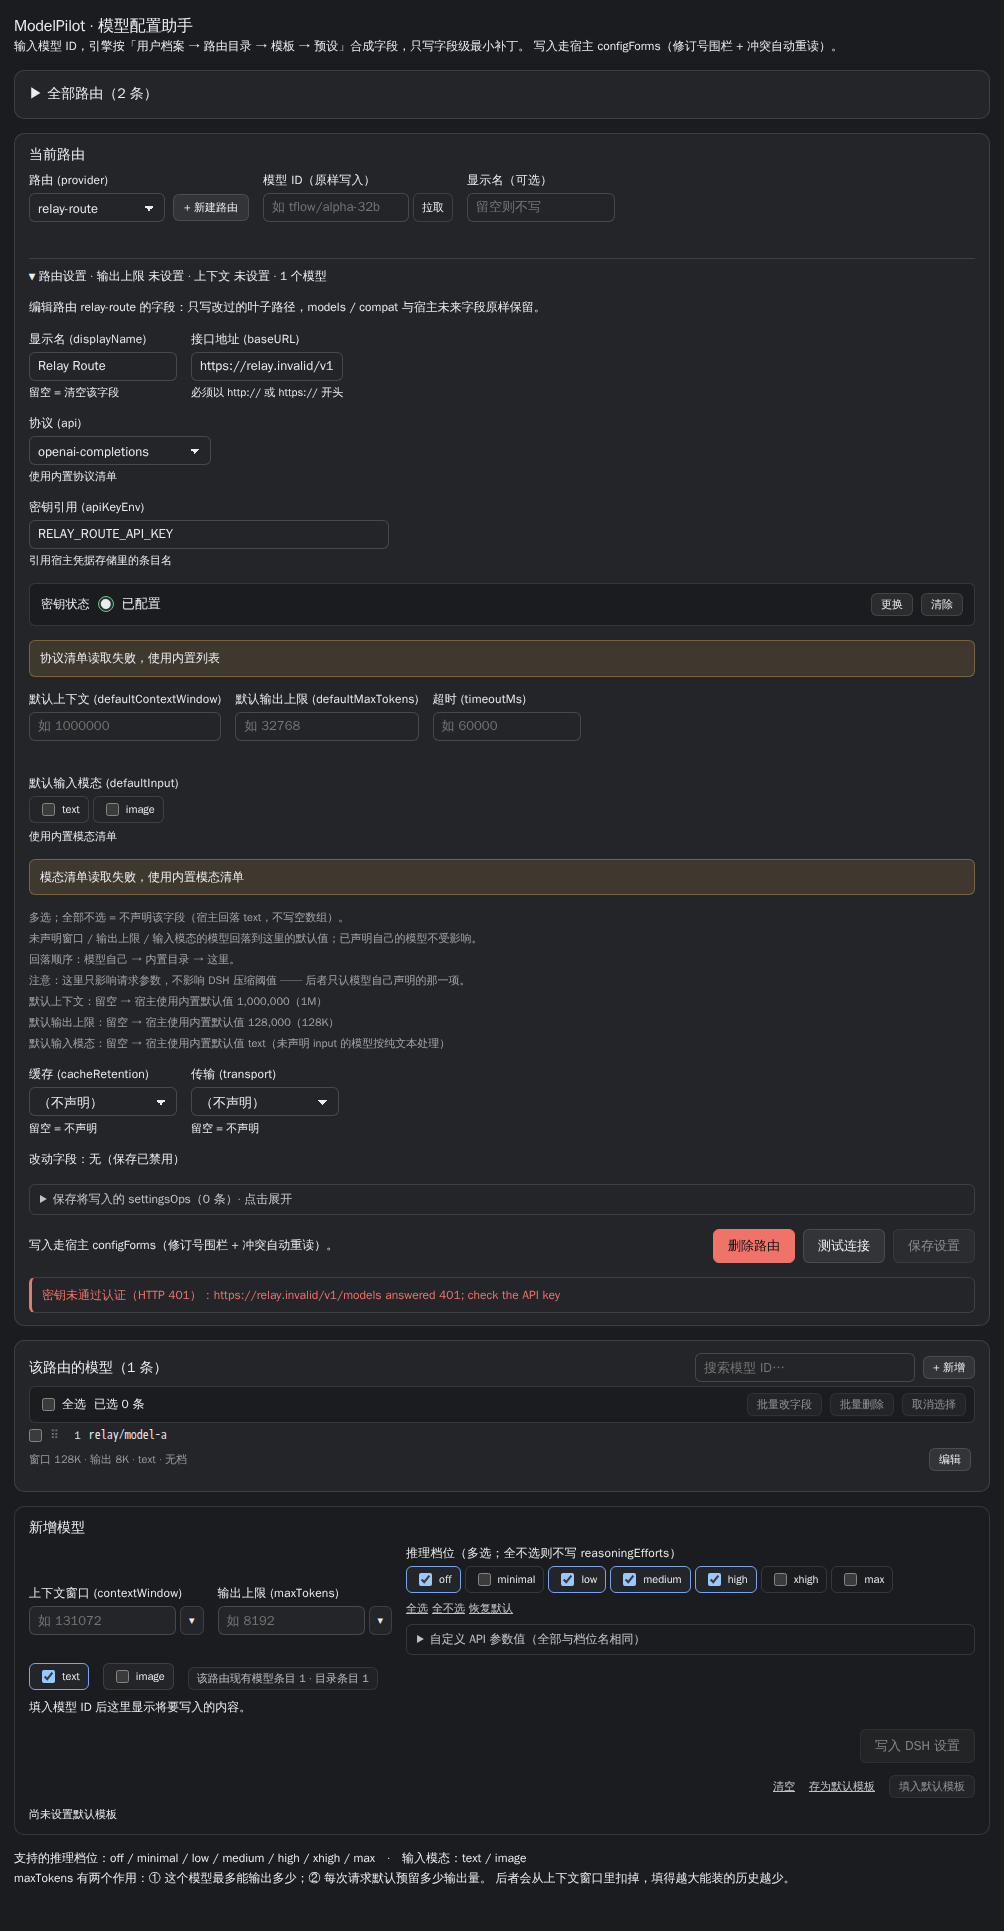 ModelPilot · 模型配置助手
输入模型 ID，引擎按「用户档案 → 路由目录 → 模板 → 预设」合成字段，只写字段级最小补丁。 写入走宿主 configForms（修订号围栏 + 冲突自动重读）。
▶ 全部路由（2 条）
当前路由
路由 (provider) 模型 ID（原样写入） 显示名（可选）
relay-route + 新建路由 如 tflow/alpha-32b 拉取 留空则不写
▼ 路由设置 · 输出上限 未设置 · 上下文 未设置 · 1 个模型
编辑路由 relay-route 的字段：只写改过的叶子路径，models / compat 与宿主未来字段原样保留。
显示名 (displayName) 接口地址 (baseURL)
Relay Route https://relay.invalid/v1
留空 = 清空该字段 必须以 http:// 或 https:// 开头
协议 (api)
openai-completions
使用内置协议清单
密钥引用 (apiKeyEnv)
RELAY_ROUTE_API_KEY
引用宿主凭据存储里的条目名
密钥状态 已配置 更换 清除
协议清单读取失败，使用内置列表
默认上下文 (defaultContextWindow) 默认输出上限 (defaultMaxTokens) 超时 (timeoutMs)
如 1000000 如 32768 如 60000
默认输入模态 (defaultInput)
text image
使用内置模态清单
模态清单读取失败，使用内置模态清单
多选；全部不选 = 不声明该字段（宿主回落 text，不写空数组）。
未声明窗口 / 输出上限 / 输入模态的模型回落到这里的默认值；已声明自己的模型不受影响。
回落顺序：模型自己 → 内置目录 → 这里。
注意：这里只影响请求参数，不影响 DSH 压缩阈值 —— 后者只认模型自己声明的那一项。
默认上下文：留空 → 宿主使用内置默认值 1,000,000（1M）
默认输出上限：留空 → 宿主使用内置默认值 128,000（128K）
默认输入模态：留空 → 宿主使用内置默认值 text（未声明 input 的模型按纯文本处理）
缓存 (cacheRetention) 传输 (transport)
（不声明） （不声明）
留空 = 不声明 留空 = 不声明
改动字段：无（保存已禁用）
▶ 保存将写入的 settingsOps（0 条）· 点击展开
写入走宿主 configForms（修订号围栏 + 冲突自动重读）。 删除路由 测试连接 保存设置
密钥未通过认证（HTTP 401）：https://relay.invalid/v1/models answered 401; check the API key
该路由的模型（1 条） 搜索模型 ID… + 新增
全选 已选 0 条 批量改字段 批量删除 取消选择
⠿ 1 relay/model-a
窗口 128K · 输出 8K · text · 无档 编辑
新增模型
推理档位（多选；全不选则不写 reasoningEfforts）
off minimal low medium high xhigh max
上下文窗口 (contextWindow) 输出上限 (maxTokens)
全选 全不选 恢复默认
如 131072 ▼ 如 8192 ▼
▶ 自定义 API 参数值（全部与档位名相同）
text image 该路由现有模型条目 1 · 目录条目 1
填入模型 ID 后这里显示将要写入的内容。
写入 DSH 设置
清空 存为默认模板 填入默认模板
尚未设置默认模板
支持的推理档位：off / minimal / low / medium / high / xhigh / max · 输入模态：text / image
maxTokens 有两个作用：① 这个模型最多能输出多少；② 每次请求默认预留多少输出量。 后者会从上下文窗口里扣掉，填得越大能装的历史越少。